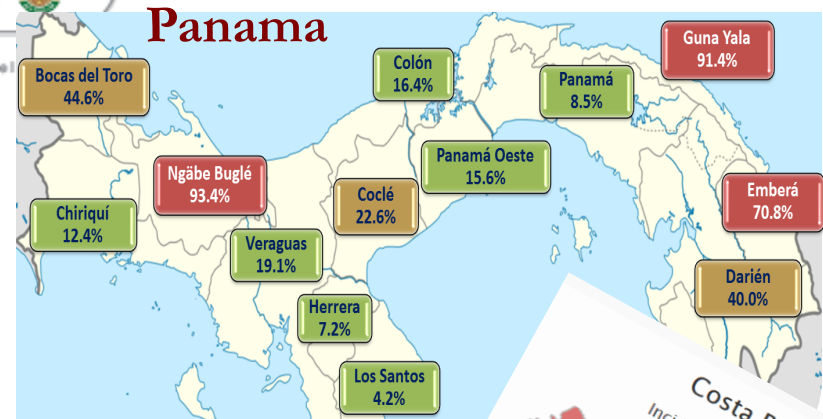 Panama
Bocas del Toro
44.6%
Colón
16.4%
Panamá
8.5%
Guna Yala
91.4%
Ngäbe Buglé
93.4%
Panamá Oeste
15.6%
Coclé
22.6%
Emberá
70.8%
Chiriquí
12.4%
Veraguas
19.1%
Darién
40.0%
Herrera
7.2%
Los Santos
4.2%
Costa